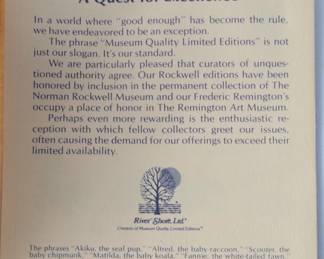 A Quest for Excellence
In a world where "good enough" has become the rule,
we have endeavored to be an exception.
The phrase "Museum Quality Limited Editions" is not
just our slogan. It's our standard.
We are particularly pleased that curators of unques-
tioned authority agree. Our Rockwell editions have been
honored by inclusion in the permanent collection of The
Norman Rockwell Museum and our Frederic Remington's
occupy a place of honor in The Remington Art Museum.
Perhaps even more rewarding is the enthusiastic re-
ception with which fellow collectors greet our issues,
often causing the demand for our offerings to exceed their
limited availability.
River Shore, Ltd.
Creators of Museum Quality Limited Editions
The phrases "Akiku, the seal pup," "Alfred, the baby raccoon," "Scooter, the
baby chipmunk," "Matilda, the baby koala," "Fannie, the white-tailed fawn,"